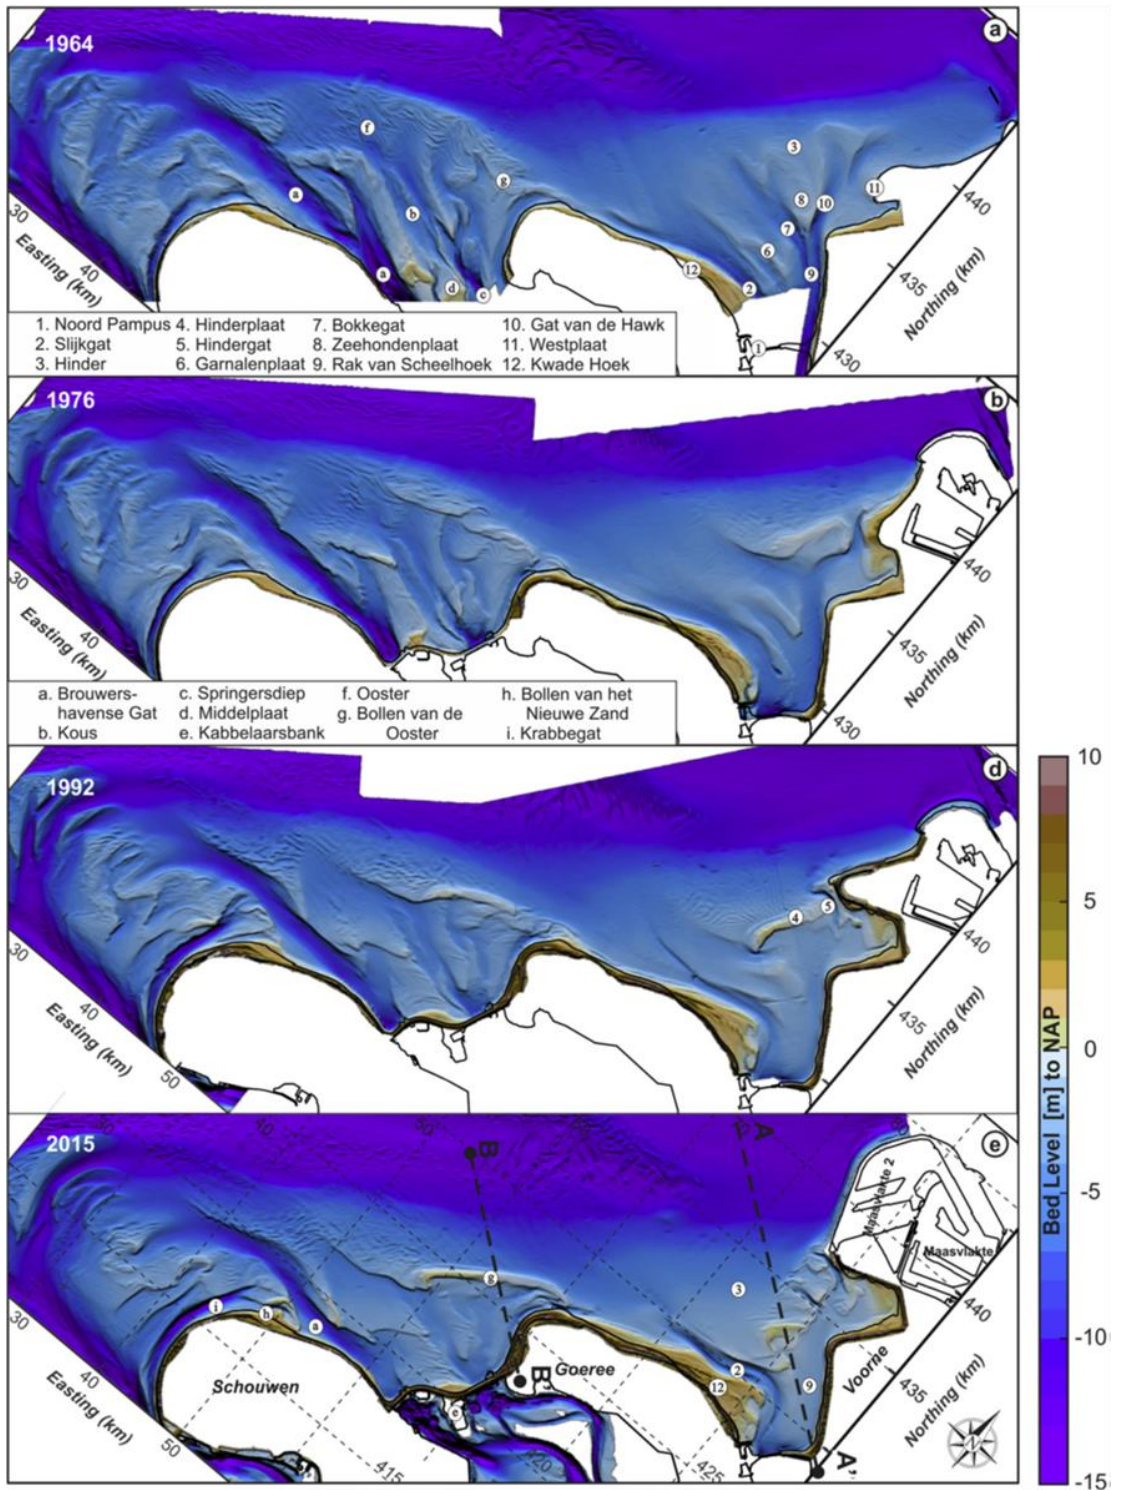 1964
a
f
3
g
a
b
8
10
11
7
6
12
2
9
a
d
c
1
30
40
Easting (km)
440
435
430
Northing (km)
1. Noord Pampus 4. Hinderplaat 7. Bokkegat 10. Gat van de Hawk
2. Slijkgat 5. Hindergat 8. Zeehondenplaat 11. Westplaat
3. Hinder 6. Garnalenplaat 9. Rak van Scheelhoek 12. Kwade Hoek
1976
b
30
40
Easting (km)
440
435
430
Northing (km)
a. Brouwers- c. Springersdiep f. Ooster h. Bollen van het
havense Gat d. Middelplaat g. Bollen van de Nieuwe Zand
b. Kous e. Kabbelaarsbank Ooster i. Krabbegat
1992
d
5
4
30
40
50
Easting (km)
440
435
Northing (km)
2015
e
30
40
50
B
A
Maasvlakte 2
Maasvlakte
g
3
i
h
a
2
12
9
B'
Goeree
Schouwen
Voorne
e
A'
30
40
50
Easting (km)
415
420
425
440
435
Northing (km)
10
5
0
-5
-10
-15
Bed Level [m] to NAP